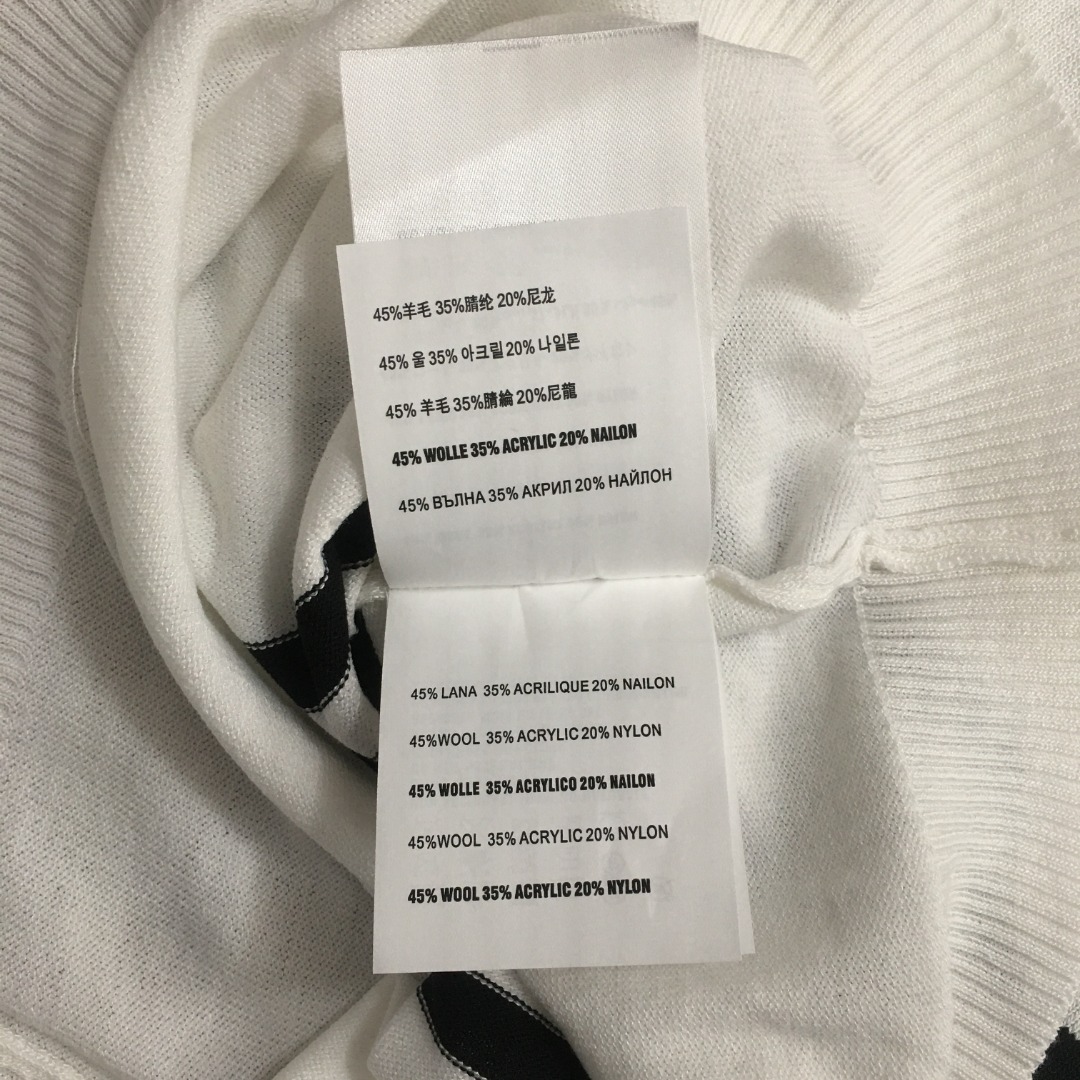 45%羊毛 35%腈纶 20%尼龙
45% 울 35% 아크릴 20% 나일론
45% 羊毛 35%腈綸 20%尼龍
45% WOLLE 35% ACRYLIC 20% NAILON
45% ВЪЛНА 35% АКРИЛ 20% НАЙЛОН
45% LANA 35% ACRILIQUE 20% NAILON
45%WOOL 35% ACRYLIC 20% NYLON
45% WOLLE 35% ACRYLICO 20% NAILON
45%WOOL 35% ACRYLIC 20% NYLON
45% WOOL 35% ACRYLIC 20% NYLON